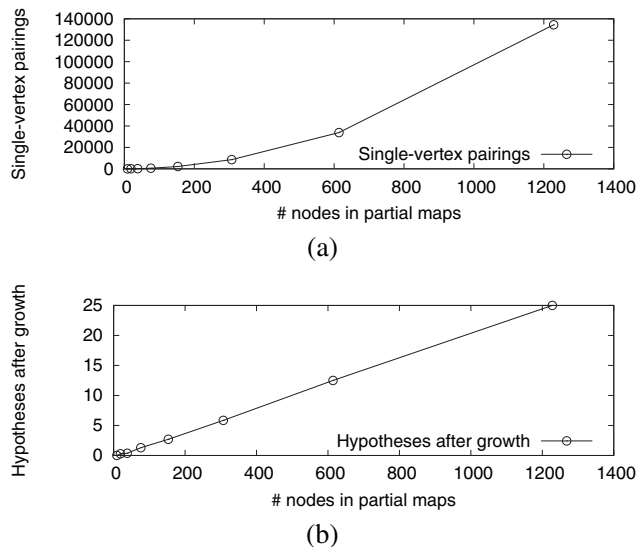 140000
120000
100000
80000
60000
40000
20000
0
Single-vertex pairings
Single-vertex pairings
0 200 400 600 800 1000 1200 1400
# nodes in partial maps
(a)
25
20
15
10
5
0
Hypotheses after growth
Hypotheses after growth
0 200 400 600 800 1000 1200 1400
# nodes in partial maps
(b)